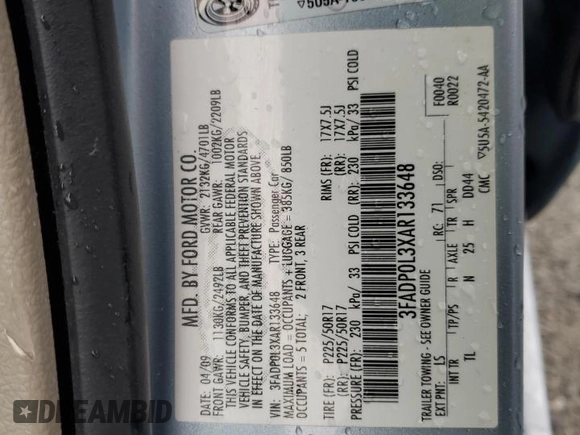 505A
MFD. BY FORD MOTOR CO.
DATE: 04/09 GVWR: 2132KG/4701LB
FRONT GAWR: 1130KG/2492LB REAR GAWR: 1002KG/2209LB
THIS VEHICLE CONFORMS TO ALL APPLICABLE FEDERAL MOTOR
VEHICLE SAFETY, BUMPER, AND THEFT PREVENTION STANDARDS
IN EFFECT ON THE DATE OF MANUFACTURE SHOWN ABOVE.
VIN: 3FADP0L3XAR133648 TYPE: Passenger Car
MAXIMUM LOAD = OCCUPANTS + LUGGAGE = 385KG/ 850LB
OCCUPANTS = 5 TOTAL; 2 FRONT, 3 REAR
TIRE (FR): P225/50R17 RIMS (FR): 17X7.5J
(RR): P225/50R17 (RR): 17X7.5J
PSI COLD (FR): 230 kPa/ 33 PSI COLD (RR): 230 kPa/ 33 PSI COLD
3FADP0L3XAR133648
TRAILER TOWING - SEE OWNER GUIDE F0040
R0022
EXT PNT: LS RC: 71 DSO:
INT TR TP/PS R AXLE TR SPR
TL N 25 H DD44
CMC 5U5A-5420472-AA
DREAMBID